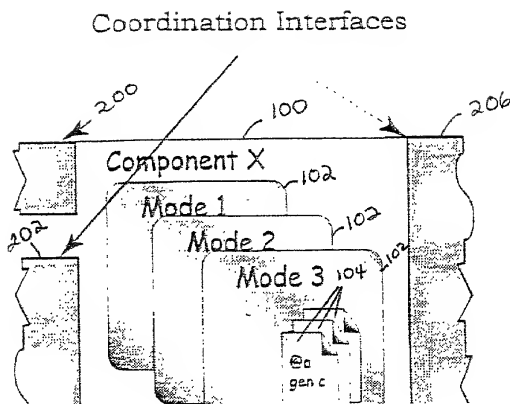 Coordination Interfaces
200
100
206
Component X
102
Mode 1
102
202
Mode 2
102
Mode 3
104
@a
gen c